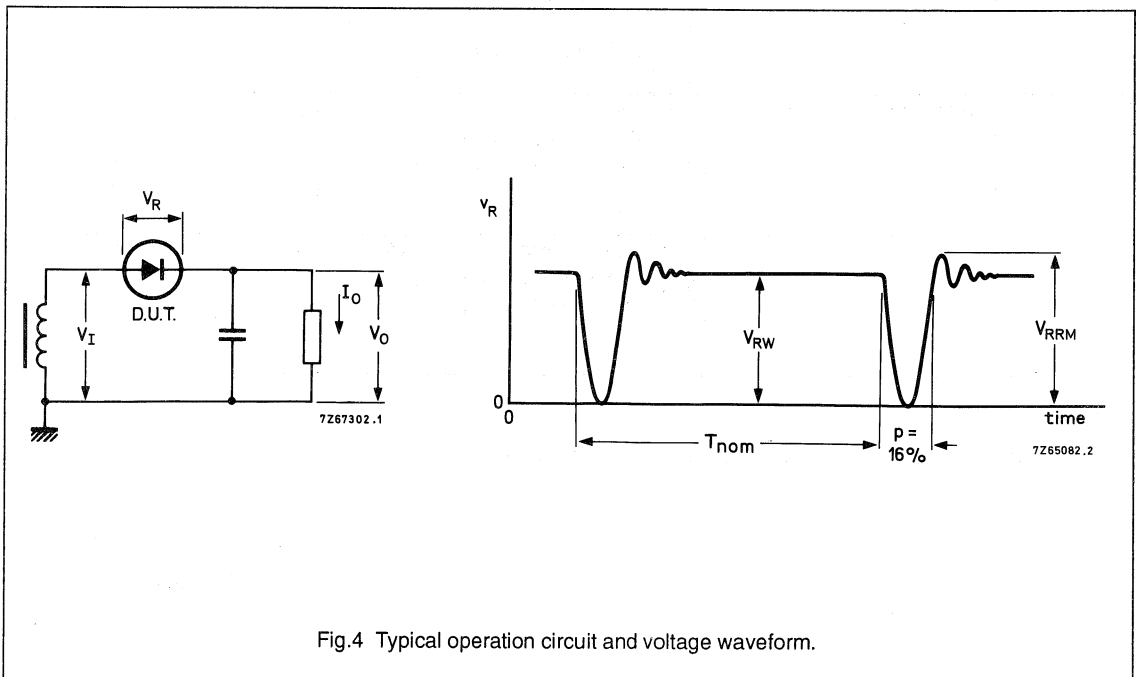 V_R
D.U.T.
V_I
I_O
V_O
7Z67302.1
v_R
V_RW
V_RRM
0
0
time
T_nom
p =
16%
7Z65082.2
Fig.4 Typical operation circuit and voltage waveform.